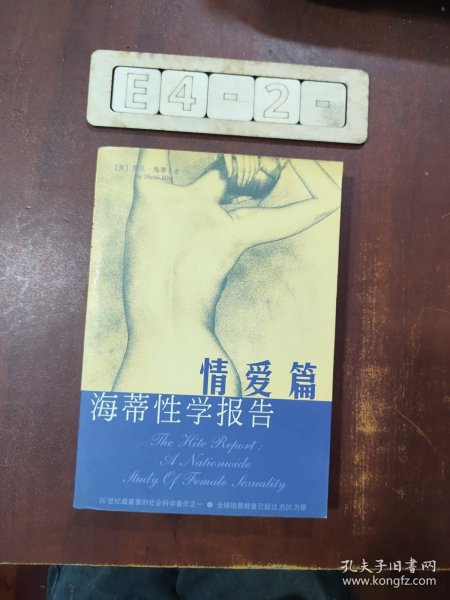 E4-2-
[美] 雪儿·海蒂 著
by Shere Hite
情爱篇
海蒂性学报告
The Hite Report:
A Nationwide
Study Of Female Sexuality
20世纪最重要的社会科学著作之一 ● 全球销售数量已超过3500万册
孔夫子旧书网
www.kongfz.com